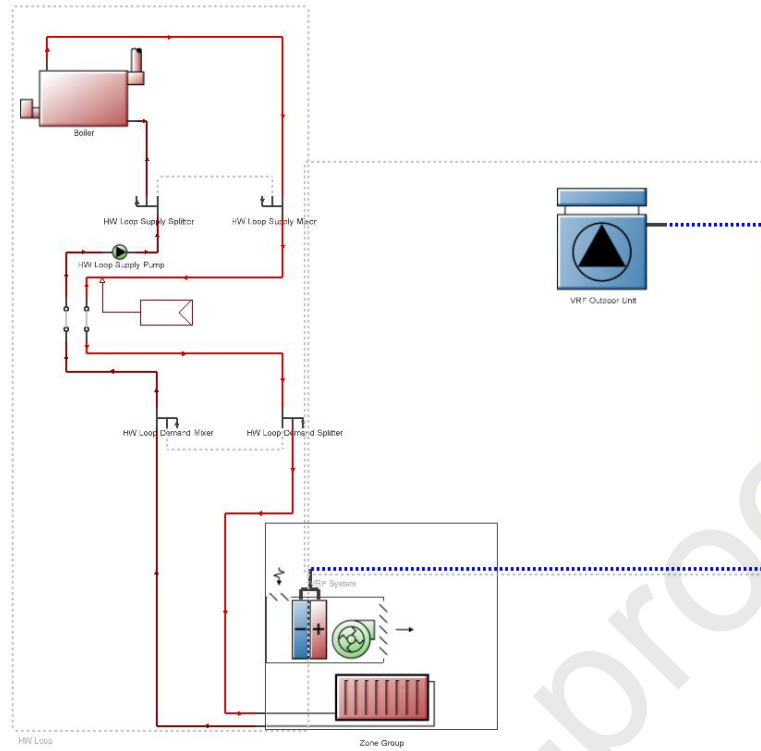 Boiler
HW Loop Supply Splitter
HW Loop Supply Mixer
HW Loop Supply Pump
VRF Outdoor Unit
HW Loop Demand Mixer
HW Loop Demand Splitter
VRF System
HW Loop
Zone Group